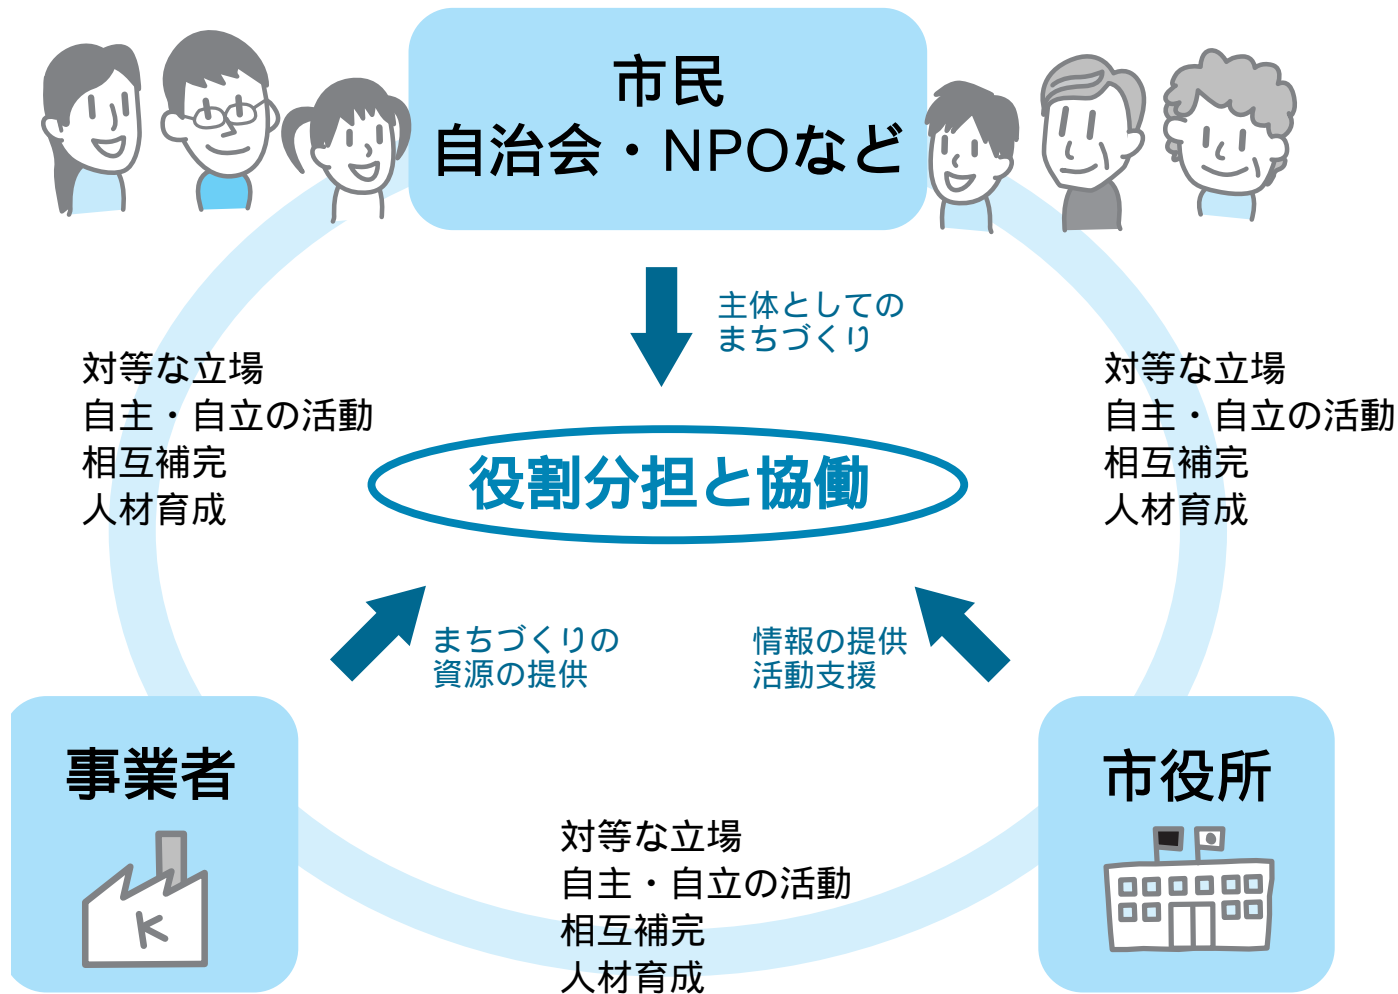 市民
自治会・NPOなど
主体としての
まちづくり
対等な立場
自主・自立の活動
相互補完
人材育成
対等な立場
自主・自立の活動
相互補完
人材育成
役割分担と協働
まちづくりの
資源の提供
情報の提供
活動支援
事業者
K
市役所
対等な立場
自主・自立の活動
相互補完
人材育成